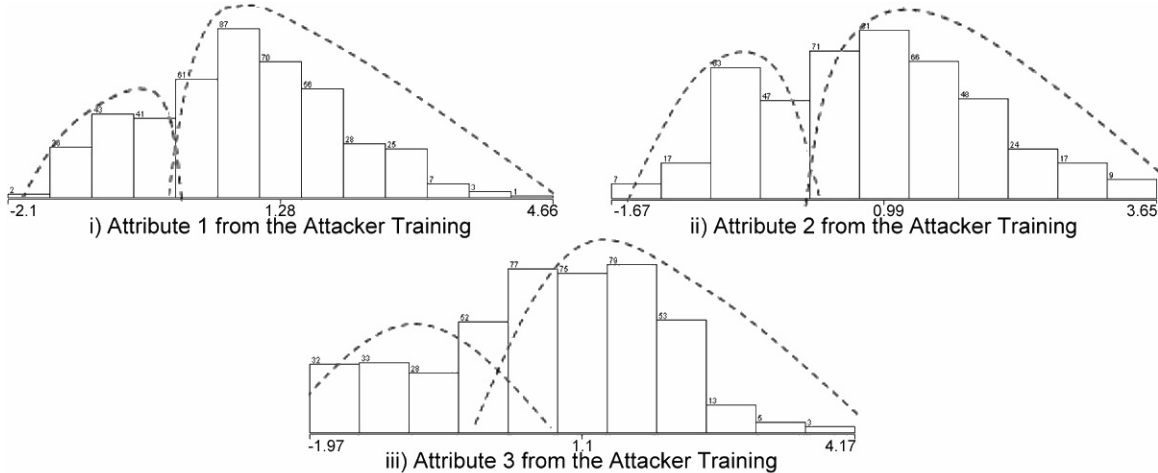 2 26 43 41 61 87 70 56 28 25 7 3 1
-2.1 1.28 4.66
i) Attribute 1 from the Attacker Training
7 17 63 47 71 81 66 48 24 17 9
-1.67 0.99 3.65
ii) Attribute 2 from the Attacker Training
32 33 28 52 77 75 79 53 13 5 3
-1.97 1.1 4.17
iii) Attribute 3 from the Attacker Training